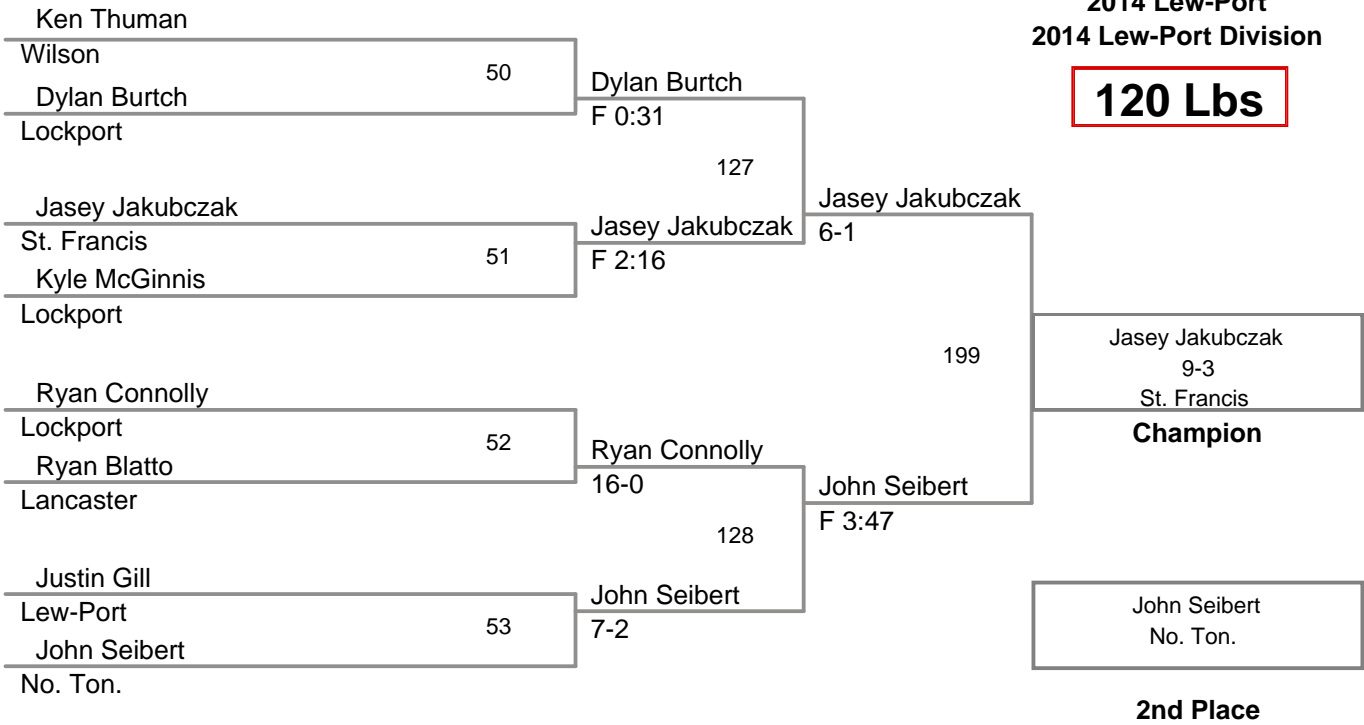 2014 Lew-Port
2014 Lew-Port Division
120 Lbs
Ken Thuman
Wilson
50
Dylan Burtch
Lockport
Dylan Burtch
F 0:31
127
Jasey Jakubczak
St. Francis
51
Kyle McGinnis
Lockport
Jasey Jakubczak
F 2:16
Jasey Jakubczak
6-1
199
Ryan Connolly
Lockport
52
Ryan Blatto
Lancaster
Ryan Connolly
16-0
128
Justin Gill
Lew-Port
53
John Seibert
No. Ton.
John Seibert
7-2
John Seibert
F 3:47
Jasey Jakubczak
9-3
St. Francis
Champion
John Seibert
No. Ton.
2nd Place